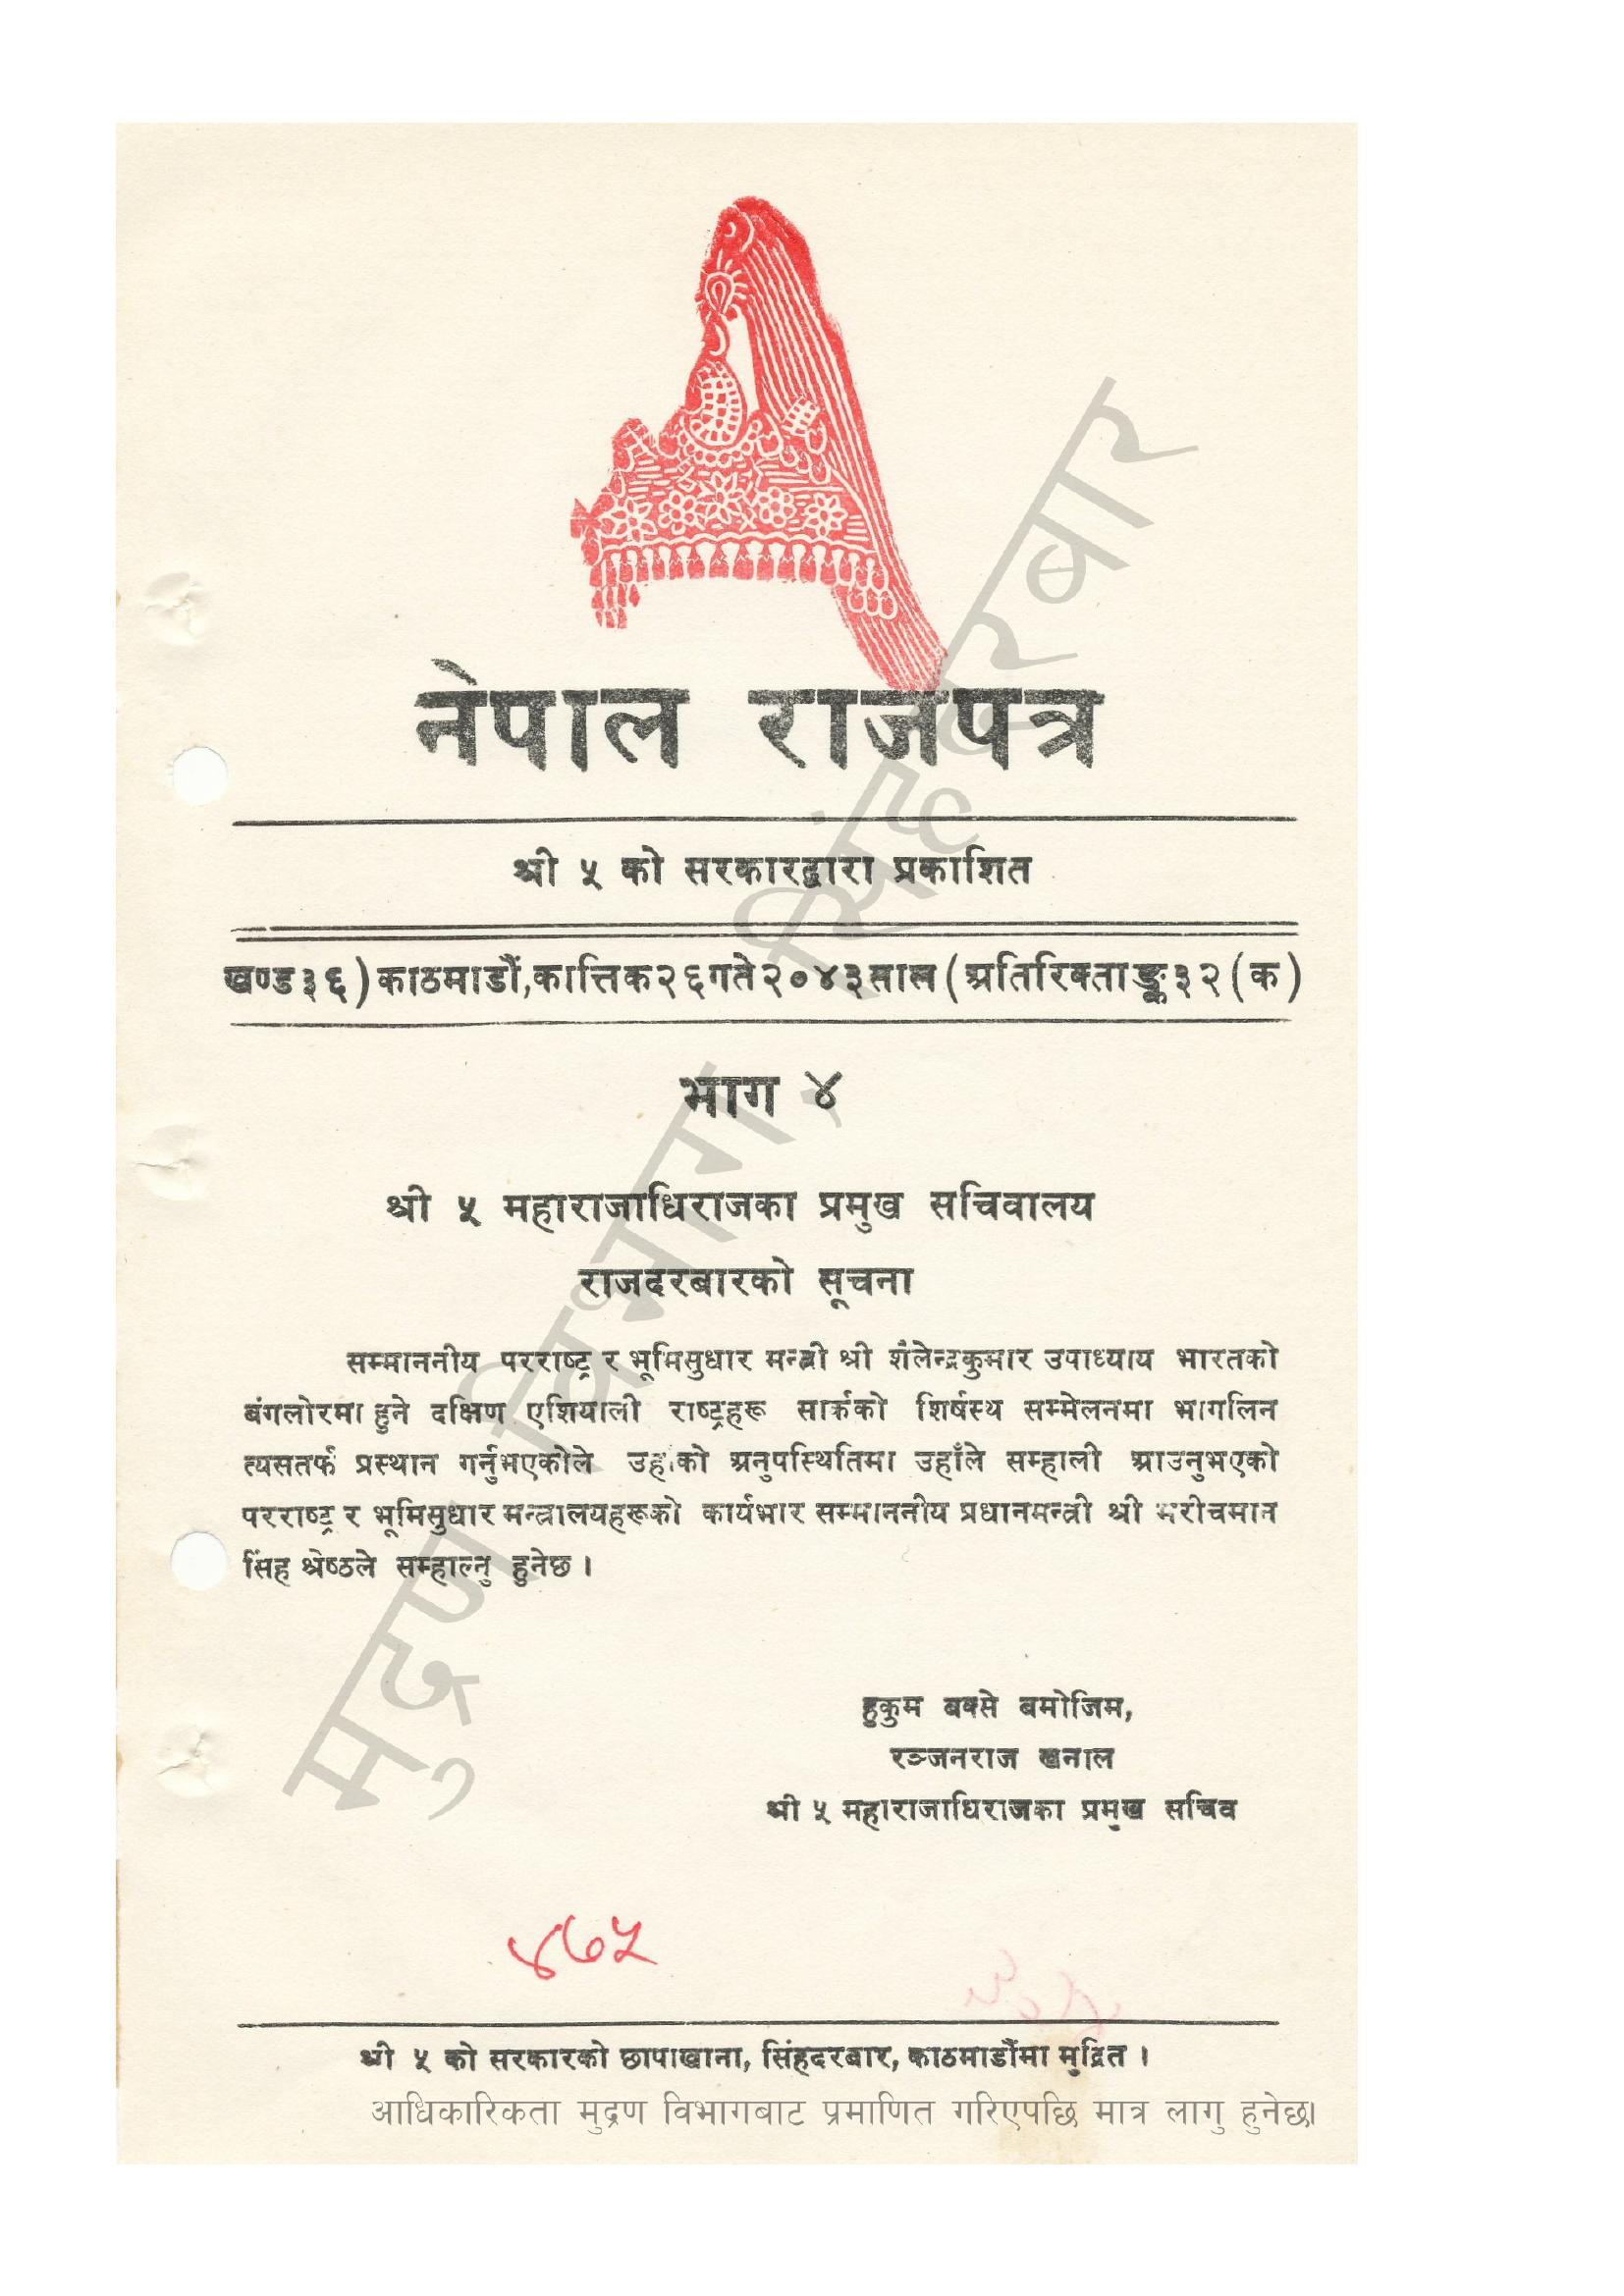 नेपाल राजपत्र
श्री ५ को सरकारद्वारा प्रकाशित
खण्ड ३६) काठमाडौं, कात्तिक २६ गते २०४३ साल (अतिरिक्ताङ्क ३२ (क)
भाग ४
श्री ५ महाराजाधिराजका प्रमुख सचिवालय
राजदरबारको सूचना
सम्माननीय परराष्ट्र र भूमिसुधार मन्त्री श्री शैलेन्द्रकुमार उपाध्याय भारतको
बंगलोरमा हुने दक्षिण एशियाली राष्ट्रहरू सार्कको शिर्षस्थ सम्मेलनमा भागलिन
त्यसतर्फ प्रस्थान गर्नुभएकोले उहाँको अनुपस्थितिमा उहाँले सम्हाली आउनुभएको
परराष्ट्र र भूमिसुधार मन्त्रालयहरूको कार्यभार सम्माननीय प्रधानमन्त्री श्री मरीचमान
सिंह श्रेष्ठले सम्हाल्नु हुनेछ ।
हुकुम बक्से बमोजिम,
रञ्जनराज खनाल
श्री ५ महाराजाधिराजका प्रमुख सचिव
४७५
श्री ५ को सरकारको छापाखाना, सिंहदरबार, काठमाडौंमा मुद्रित ।
आधिकारिकता मुद्रण विभागबाट प्रमाणित गरिएपछि मात्र लागु हुनेछ।
मुद्रण विभाग, सिंहदरबार